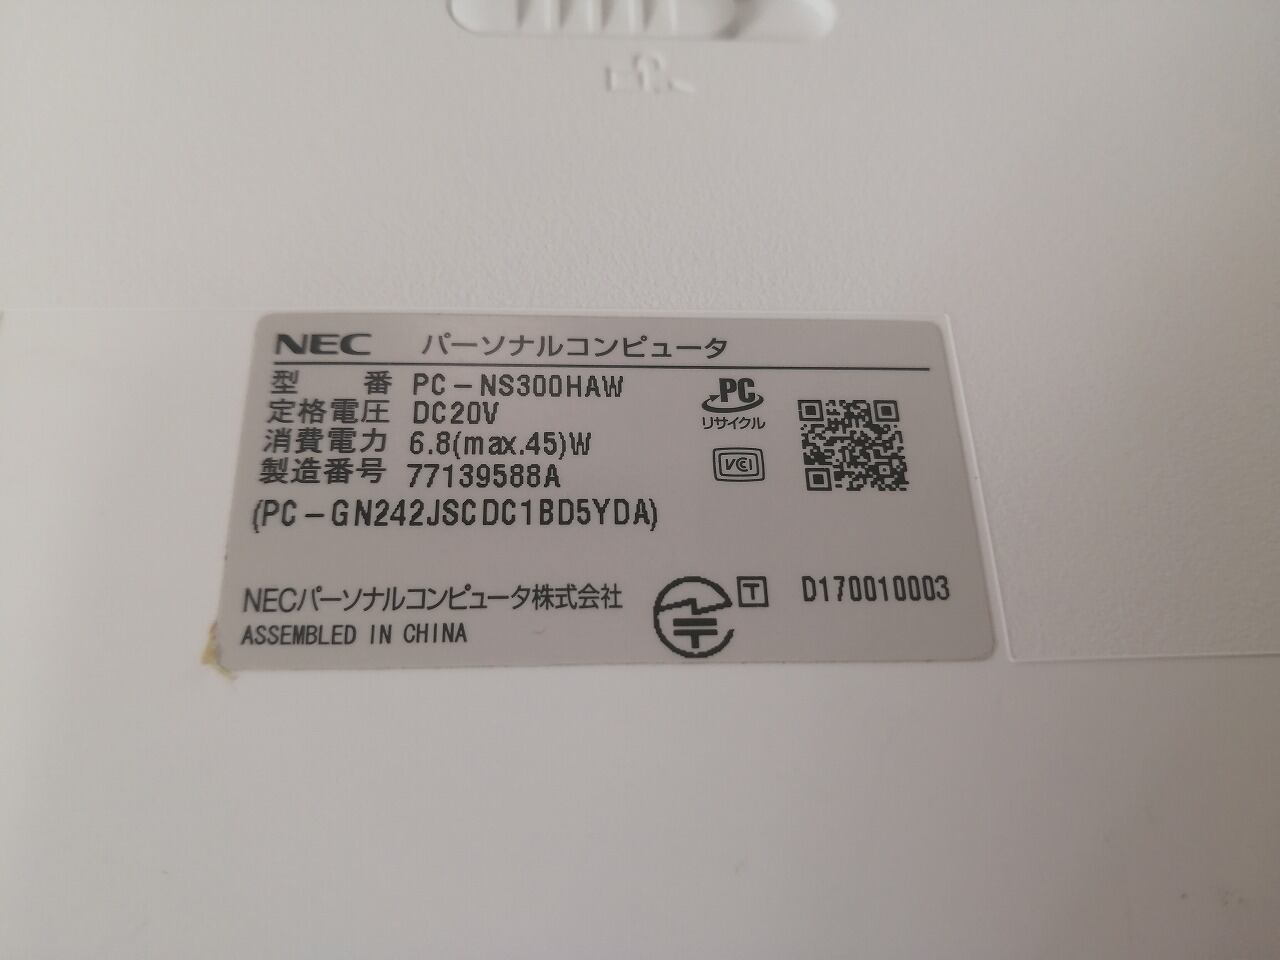 NEC パーソナルコンピュータ
型 番 PC-NS300HAW
定格電圧 DC20V
消費電力 6.8(max.45)W
製造番号 77139588A
(PC-GN242JSCDC1BD5YDA)
PC
リサイクル
VCCI
NECパーソナルコンピュータ株式会社
ASSEMBLED IN CHINA
T D170010003